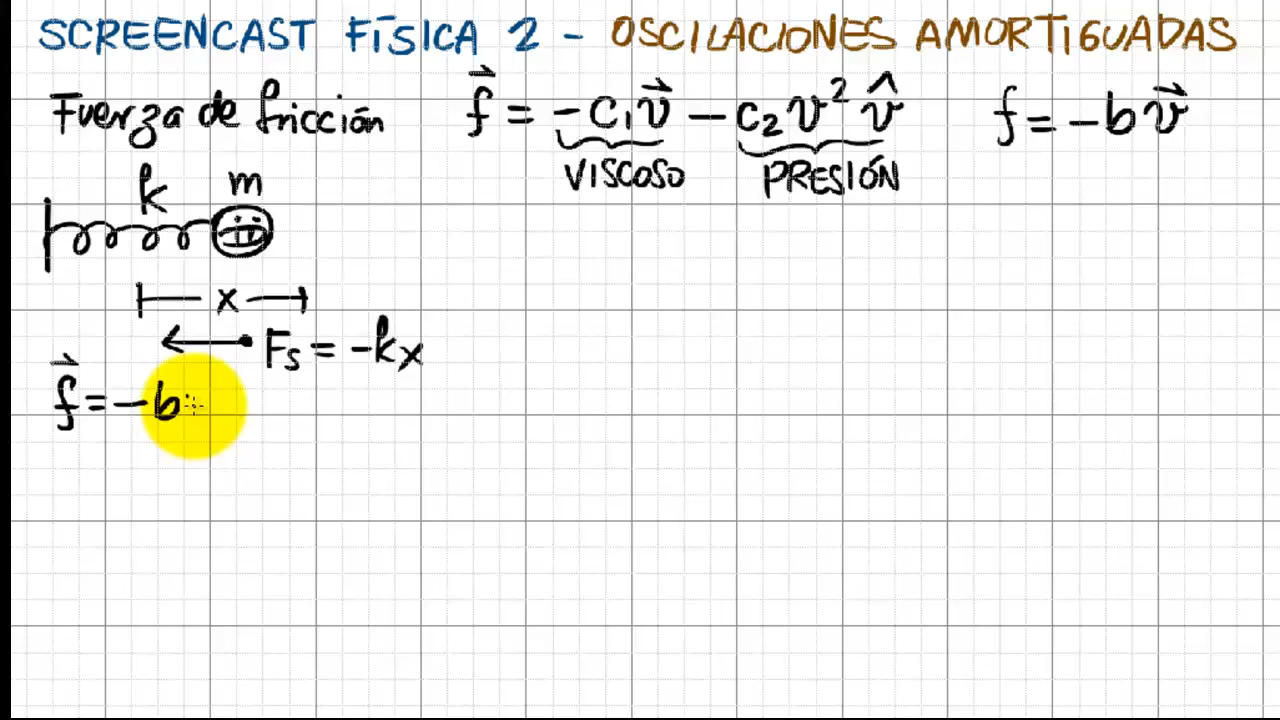 SCREENCAST FÍSICA 2 - OSCILACIONES AMORTIGUADAS
Fuerza de fricción f⃗ = -c₁v⃗ - c₂v² v̂ f = -bv⃗
VISCOSO PRESIÓN
k m
x
Fs = -kx
f⃗ = -b